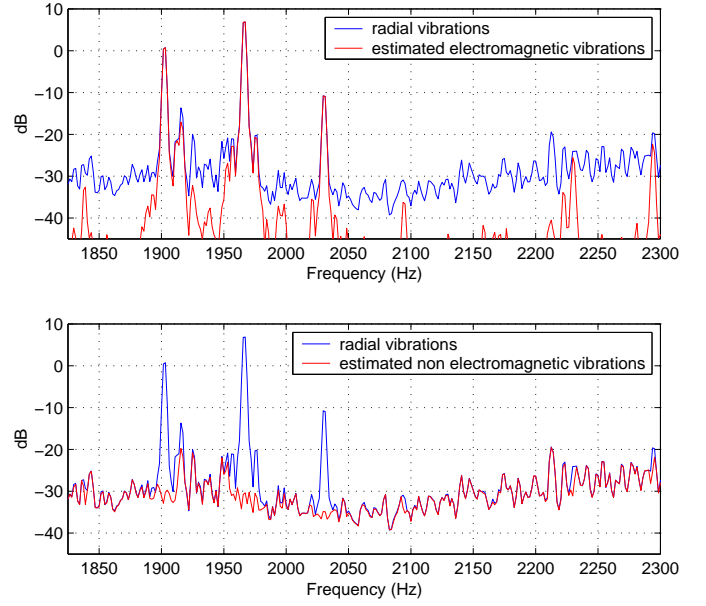 10
0
−10
−20
−30
−40
dB
radial vibrations
estimated electromagnetic vibrations
1850 1900 1950 2000 2050 2100 2150 2200 2250 2300
Frequency (Hz)
10
0
−10
−20
−30
−40
dB
radial vibrations
estimated non electromagnetic vibrations
1850 1900 1950 2000 2050 2100 2150 2200 2250 2300
Frequency (Hz)